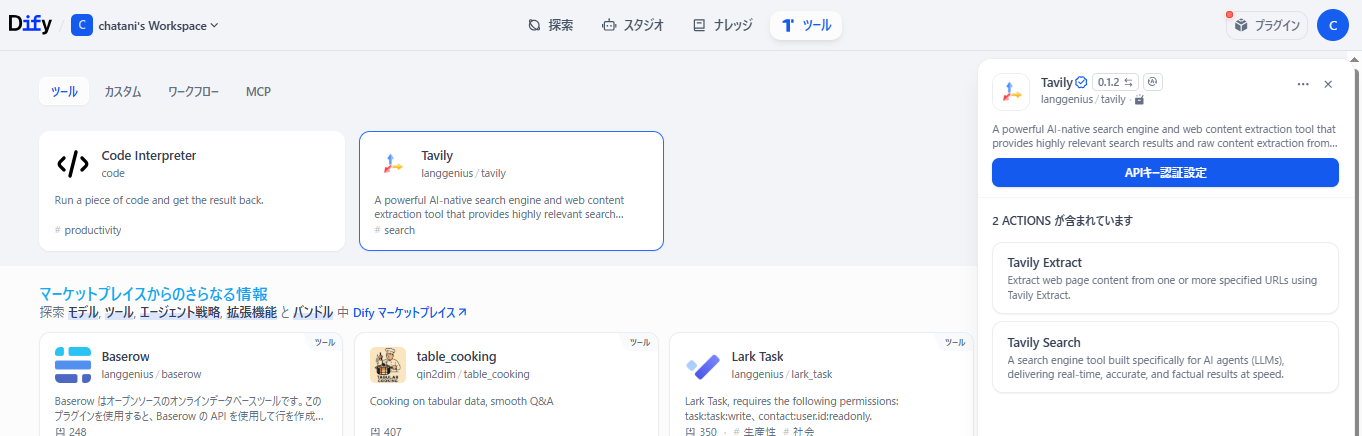 Dify
C chatani's Workspace
探索
スタジオ
ナレッジ
ツール
プラグイン
C
ツール
カスタム
ワークフロー
MCP
Code Interpreter
code
Run a piece of code and get the result back.
# productivity
Tavily
langgenius / tavily
A powerful AI-native search engine and web content
extraction tool that provides highly relevant search...
# search
マーケットプレイスからのさらなる情報
探索 モデル, ツール, エージェント戦略, 拡張機能 と バンドル 中 Dify マーケットプレイス
ツール
Baserow
langgenius / baserow
Baserow はオープンソースのオンラインデータベースツールです。この
プラグインを使用すると、Baserow の API を使用して行を作成...
248
ツール
table_cooking
qin2dim / table_cooking
Cooking on tabular data, smooth Q&A
407
ツール
Lark Task
langgenius / lark_task
Lark Task, requires the following permissions:
task:task:write、contact:user.id:readonly.
350 · # 生産性 # 社会
Tavily 0.1.2
langgenius / tavily ·
A powerful AI-native search engine and web content extraction tool that
provides highly relevant search results and raw content extraction from...
APIキー認証設定
2 ACTIONS が含まれています
Tavily Extract
Extract web page content from one or more specified URLs using
Tavily Extract.
Tavily Search
A search engine tool built specifically for AI agents (LLMs),
delivering real-time, accurate, and factual results at speed.